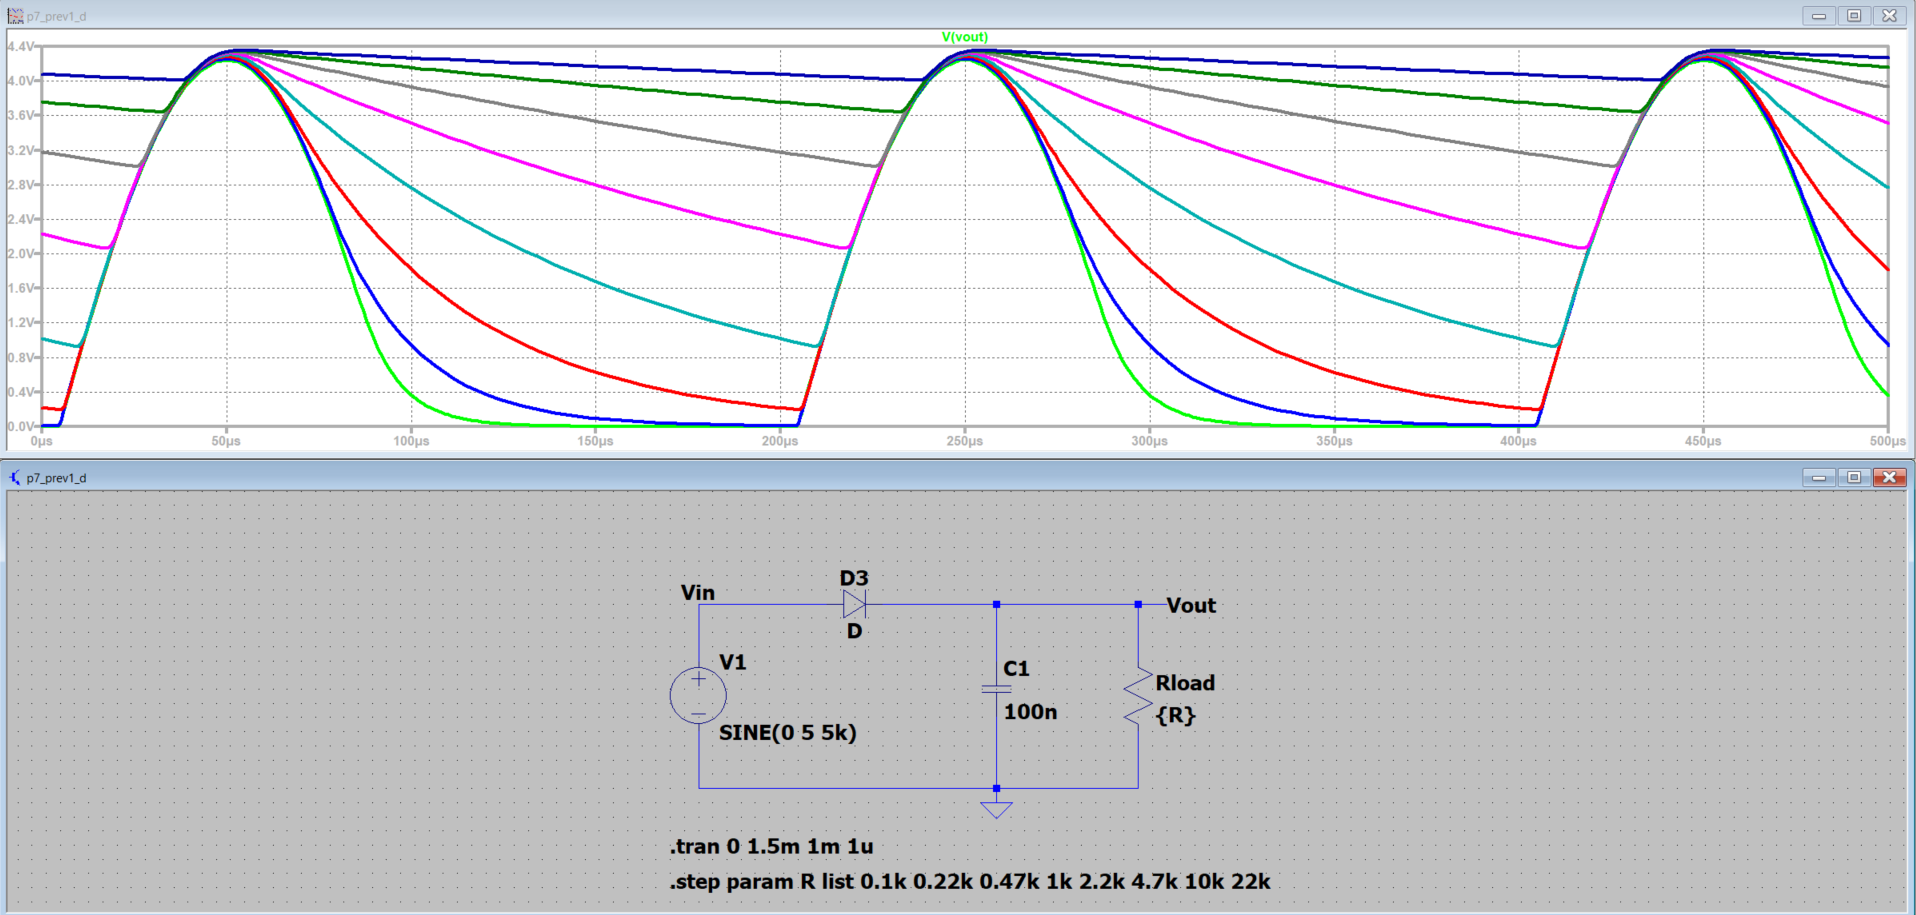 p7_prev1_d
V(vout)
4.4V
4.0V
3.6V
3.2V
2.8V
2.4V
2.0V
1.6V
1.2V
0.8V
0.4V
0.0V
0µs 50µs 100µs 150µs 200µs 250µs 300µs 350µs 400µs 450µs 500µs
p7_prev1_d
D3
Vin
Vout
D
V1
C1
Rload
100n
{R}
SINE(0 5 5k)
.tran 0 1.5m 1m 1u
.step param R list 0.1k 0.22k 0.47k 1k 2.2k 4.7k 10k 22k